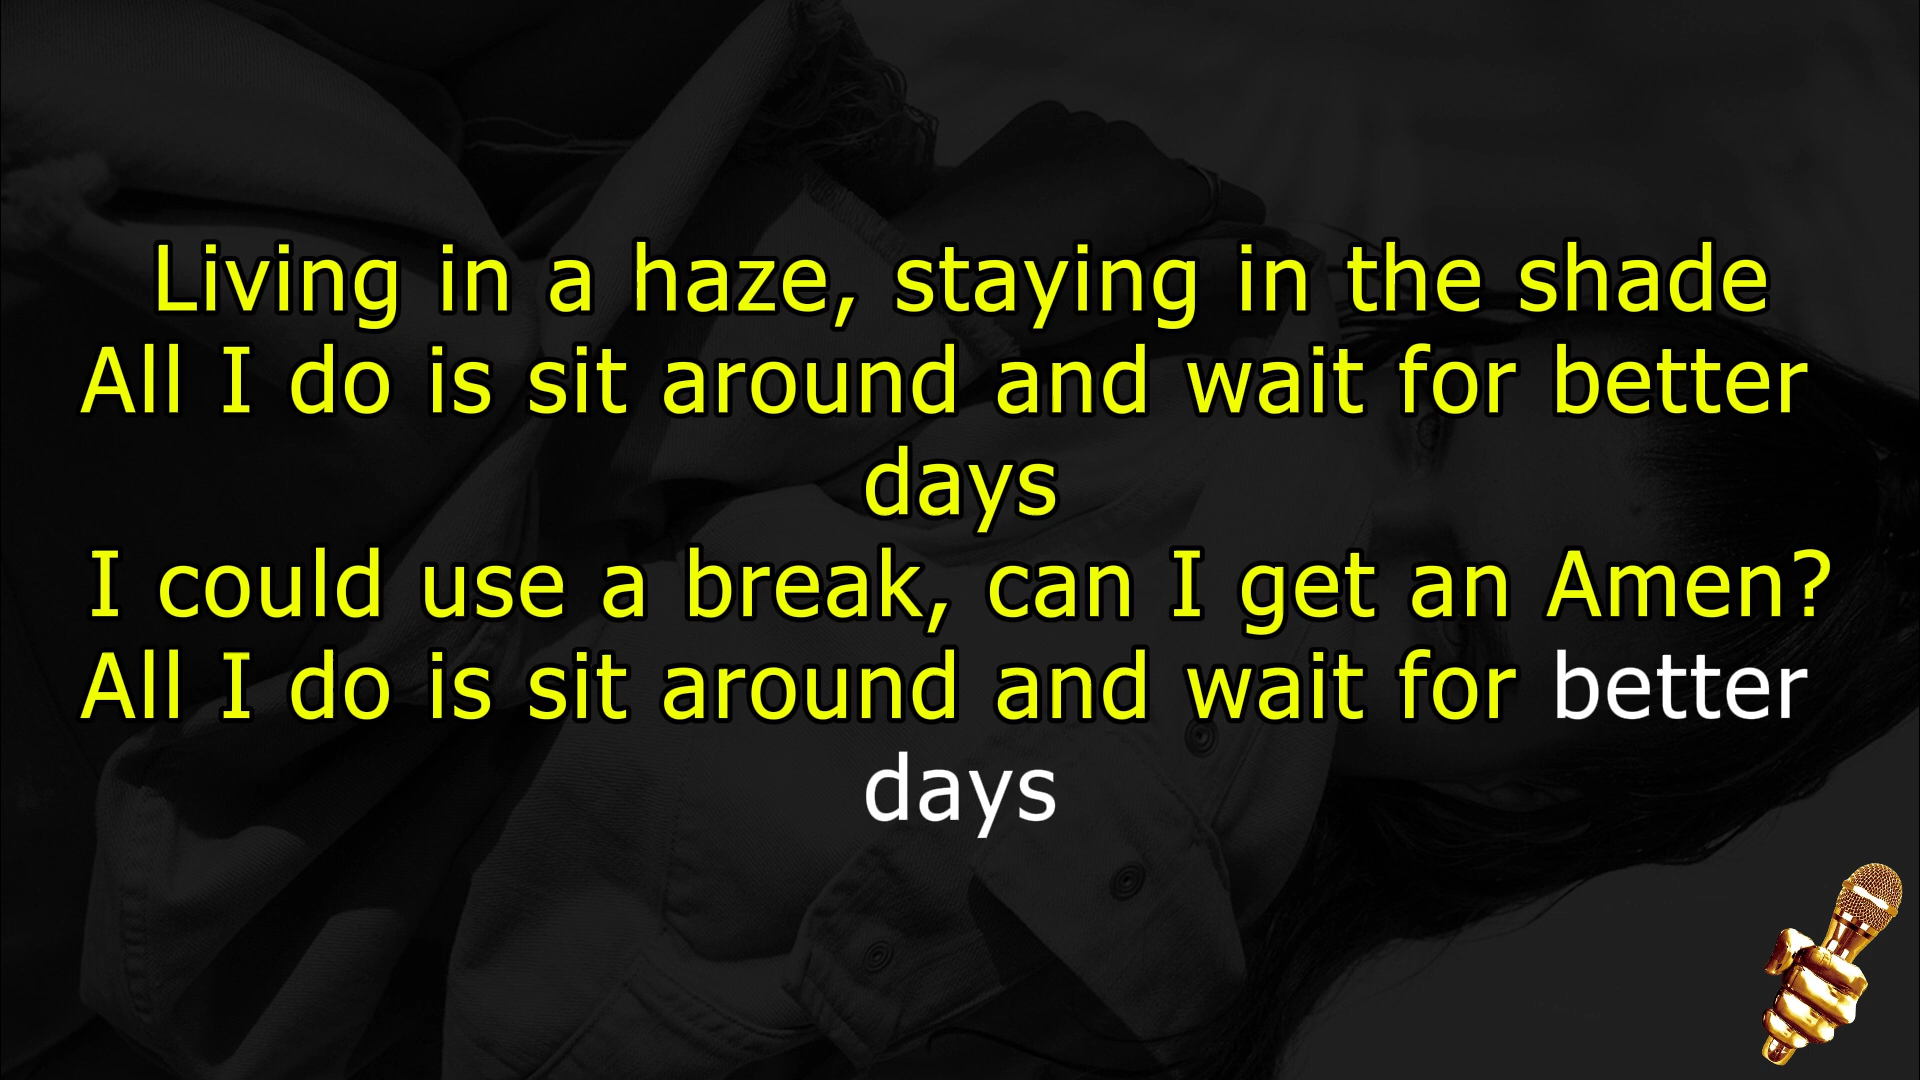 Living in a haze, staying in the shade
All I do is sit around and wait for better
days
I could use a break, can I get an Amen?
All I do is sit around and wait for better
days